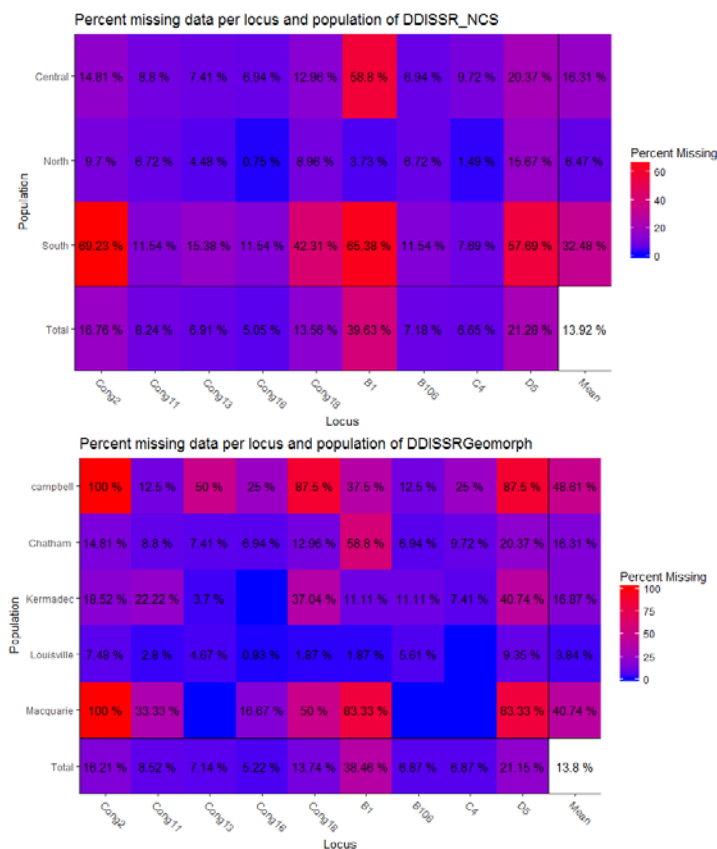 Percent missing data per locus and population of DDISSR_NCS
Central 14.81 % 8.8 % 7.41 % 6.94 % 12.96 % 58.8 % 6.94 % 9.72 % 20.37 % 16.31 %
North 9.7 % 6.72 % 4.48 % 0.75 % 8.96 % 3.73 % 6.72 % 1.49 % 15.67 % 6.47 %
South 69.23 % 11.54 % 15.38 % 11.54 % 42.31 % 65.38 % 11.54 % 7.69 % 57.69 % 32.48 %
Total 16.76 % 8.24 % 6.91 % 5.05 % 13.56 % 39.63 % 7.18 % 6.65 % 21.28 % 13.92 %
Cong2 Cong11 Cong13 Cong16 Cong18 B1 B106 C4 D5 Mean
Locus
Population
Percent Missing
60
40
20
0
Percent missing data per locus and population of DDISSRGeomorph
campbell 100 % 12.5 % 50 % 25 % 87.5 % 37.5 % 12.5 % 25 % 87.5 % 48.61 %
Chatham 14.81 % 8.8 % 7.41 % 6.94 % 12.96 % 58.8 % 6.94 % 9.72 % 20.37 % 16.31 %
Kermadec 18.52 % 22.22 % 3.7 % 37.04 % 11.11 % 11.11 % 7.41 % 40.74 % 16.87 %
Louisville 7.48 % 2.8 % 4.67 % 0.93 % 1.87 % 1.87 % 5.61 % 9.35 % 3.84 %
Macquarie 100 % 33.33 % 16.67 % 50 % 83.33 % 83.33 % 40.74 %
Total 16.21 % 8.52 % 7.14 % 5.22 % 13.74 % 38.46 % 6.87 % 6.87 % 21.15 % 13.8 %
Cong2 Cong11 Cong13 Cong16 Cong18 B1 B106 C4 D5 Mean
Locus
Population
Percent Missing
100
75
50
25
0